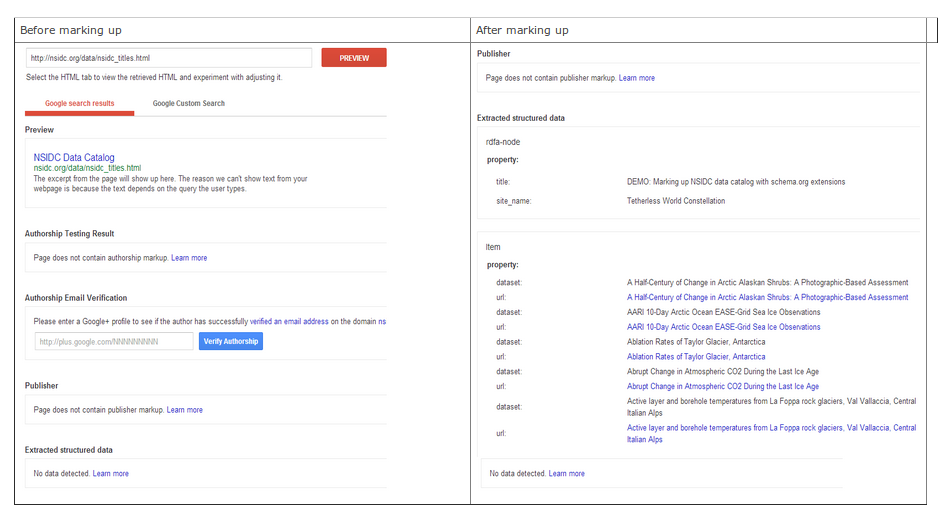 Before marking up
http://nsidc.org/data/nsidc_titles.html
PREVIEW
Select the HTML tab to view the retrieved HTML and experiment with adjusting it.
Google search results
Google Custom Search
Preview
NSIDC Data Catalog
nsidc.org/data/nsidc_titles.html
The excerpt from the page will show up here. The reason we can't show text from your
webpage is because the text depends on the query the user types.
Authorship Testing Result
Page does not contain authorship markup. Learn more
Authorship Email Verification
Please enter a Google+ profile to see if the author has successfully verified an email address on the domain ns
http://plus.google.com/NNNNNNNNN
Verify Authorship
Publisher
Page does not contain publisher markup. Learn more
Extracted structured data
No data detected. Learn more
After marking up
Publisher
Page does not contain publisher markup. Learn more
Extracted structured data
rdfa-node
property:
title: DEMO: Marking up NSIDC data catalog with schema.org extensions
site_name: Tetherless World Constellation
Item
property:
dataset: A Half-Century of Change in Arctic Alaskan Shrubs: A Photographic-Based Assessment
url: A Half-Century of Change in Arctic Alaskan Shrubs: A Photographic-Based Assessment
dataset: AARI 10-Day Arctic Ocean EASE-Grid Sea Ice Observations
url: AARI 10-Day Arctic Ocean EASE-Grid Sea Ice Observations
dataset: Ablation Rates of Taylor Glacier, Antarctica
url: Ablation Rates of Taylor Glacier, Antarctica
dataset: Abrupt Change in Atmospheric CO2 During the Last Ice Age
url: Abrupt Change in Atmospheric CO2 During the Last Ice Age
dataset: Active layer and borehole temperatures from La Foppa rock glaciers, Val Vallaccia, Central
Italian Alps
url: Active layer and borehole temperatures from La Foppa rock glaciers, Val Vallaccia, Central
Italian Alps
No data detected. Learn more